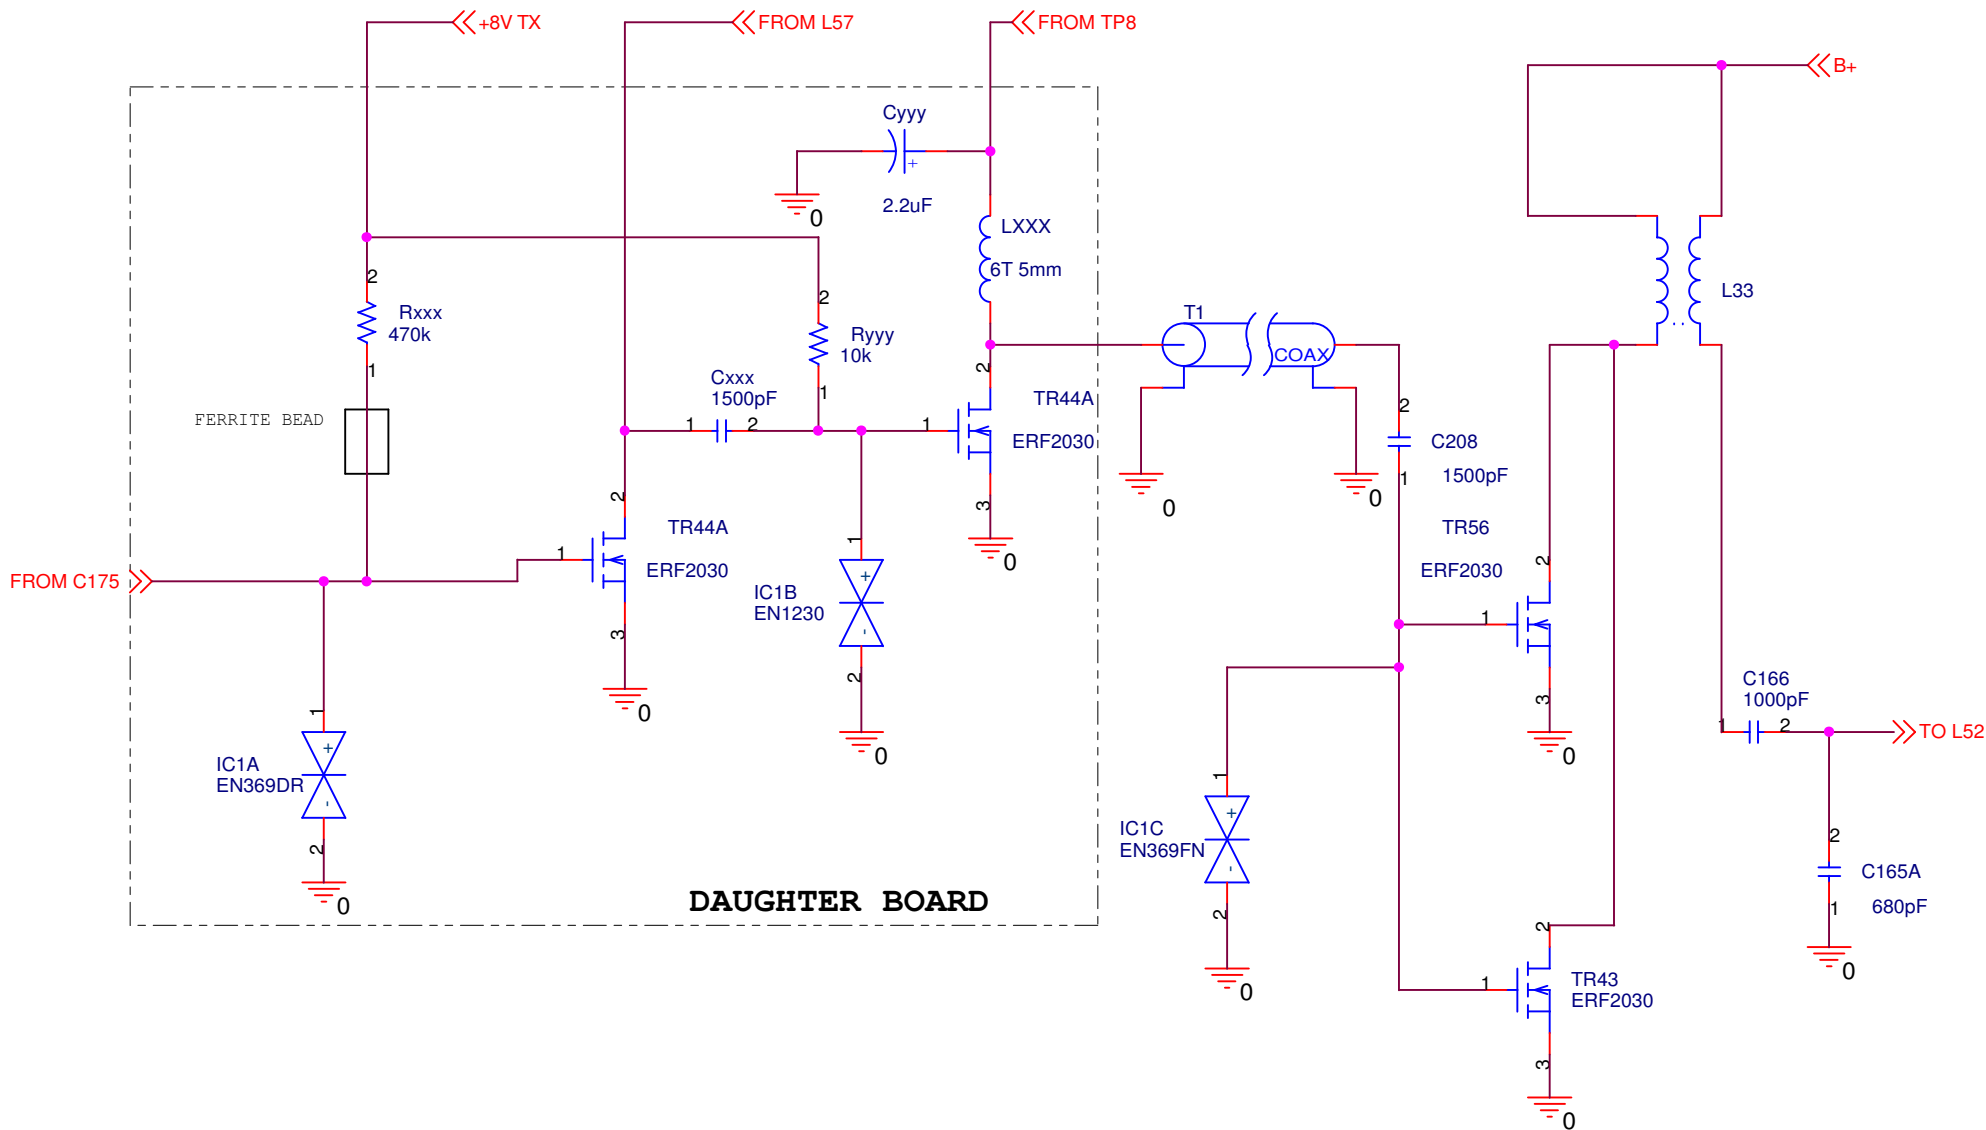 +8V TX
FROM L57
FROM TP8
B+
Cyyy
+
2.2uF
0
LXXX
6T 5mm
2
Rxxx
470k
1
2
Ryyy
10k
1
L33
T1
COAX
FERRITE BEAD
Cxxx
1500pF
1
2
2
TR44A
ERF2030
1
3
0
0
0
2
C208
1500pF
1
2
TR44A
ERF2030
1
3
0
FROM C175
1
IC1B
EN1230
+
-
2
0
TR56
ERF2030
2
1
3
0
C166
1000pF
1
2
TO L52
1
IC1A
EN369DR
+
-
2
0
1
IC1C
EN369FN
+
-
2
0
2
C165A
680pF
1
0
DAUGHTER BOARD
2
TR43
ERF2030
1
3
0